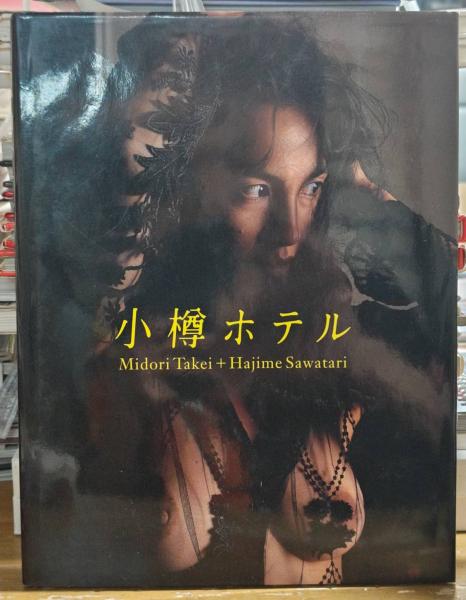 小樽ホテル
Midori Takei + Hajime Sawatari